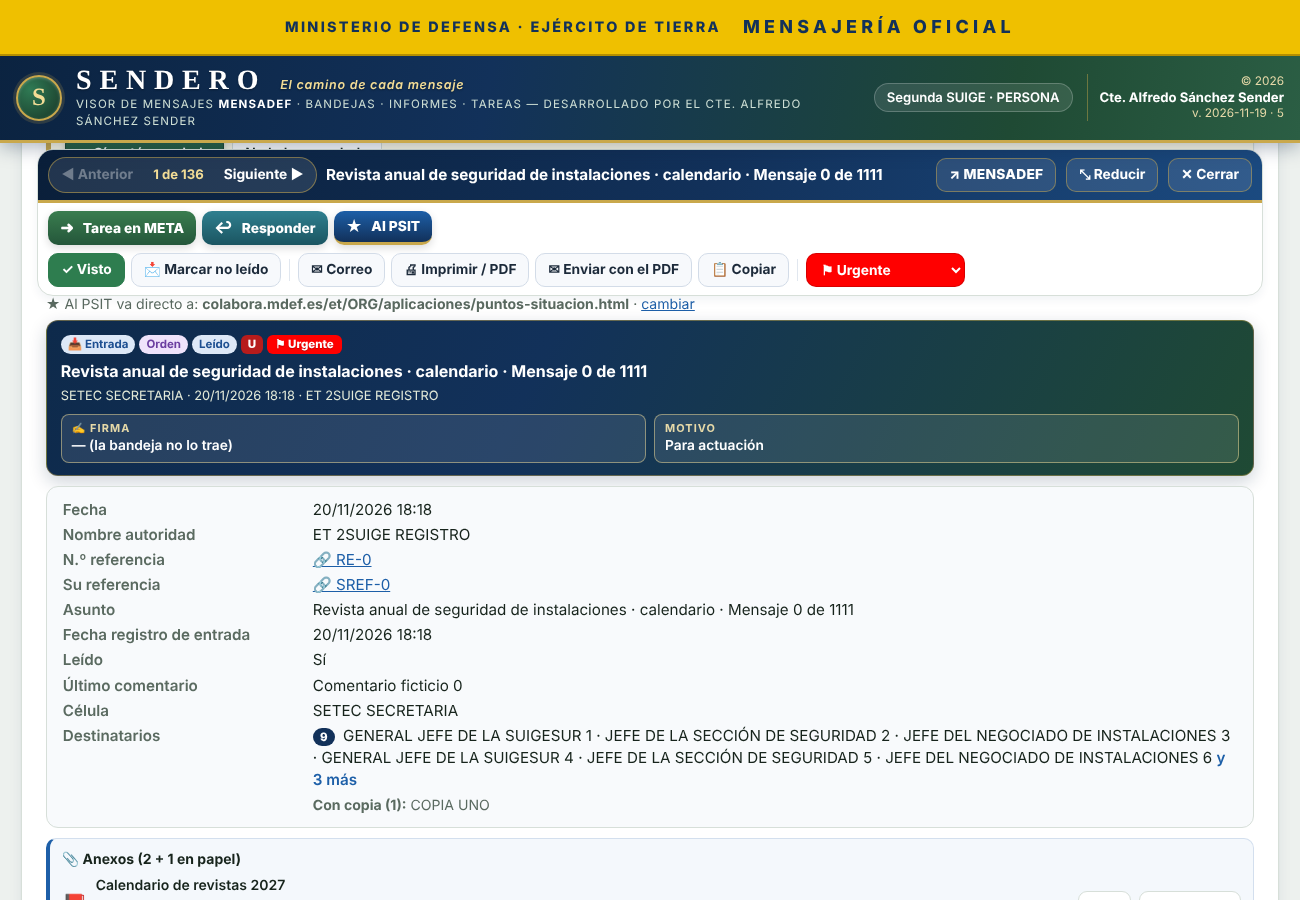 MINISTERIO DE DEFENSA · EJÉRCITO DE TIERRA MENSAJERÍA OFICIAL
S SENDERO El camino de cada mensaje
VISOR DE MENSAJES MENSADEF · BANDEJAS · INFORMES · TAREAS — DESARROLLADO POR EL CTE. ALFREDO
SÁNCHEZ SENDER
Segunda SUIGE · PERSONA
© 2026
Cte. Alfredo Sánchez Sender
v. 2026-11-19 · 5
◀ Anterior 1 de 136 Siguiente ▶ Revista anual de seguridad de instalaciones · calendario · Mensaje 0 de 1111 ↗ MENSADEF ⤡ Reducir ✕ Cerrar
➜ Tarea en META ↩ Responder ★ AI PSIT
✓ Visto 📩 Marcar no leído ✉ Correo 🖨 Imprimir / PDF ✉ Enviar con el PDF 📋 Copiar ⚑ Urgente
★ AI PSIT va directo a: colabora.mdef.es/et/ORG/aplicaciones/puntos-situacion.html · cambiar
📥 Entrada Orden Leído U ⚑ Urgente
Revista anual de seguridad de instalaciones · calendario · Mensaje 0 de 1111
SETEC SECRETARIA · 20/11/2026 18:18 · ET 2SUIGE REGISTRO
✍ FIRMA
— (la bandeja no lo trae)
MOTIVO
Para actuación
Fecha 20/11/2026 18:18
Nombre autoridad ET 2SUIGE REGISTRO
N.º referencia 🔗 RE-0
Su referencia 🔗 SREF-0
Asunto Revista anual de seguridad de instalaciones · calendario · Mensaje 0 de 1111
Fecha registro de entrada 20/11/2026 18:18
Leído Sí
Último comentario Comentario ficticio 0
Célula SETEC SECRETARIA
Destinatarios 9 GENERAL JEFE DE LA SUIGESUR 1 · JEFE DE LA SECCIÓN DE SEGURIDAD 2 · JEFE DEL NEGOCIADO DE INSTALACIONES 3
· GENERAL JEFE DE LA SUIGESUR 4 · JEFE DE LA SECCIÓN DE SEGURIDAD 5 · JEFE DEL NEGOCIADO DE INSTALACIONES 6 y
3 más
Con copia (1): COPIA UNO
📎 Anexos (2 + 1 en papel)
Calendario de revistas 2027